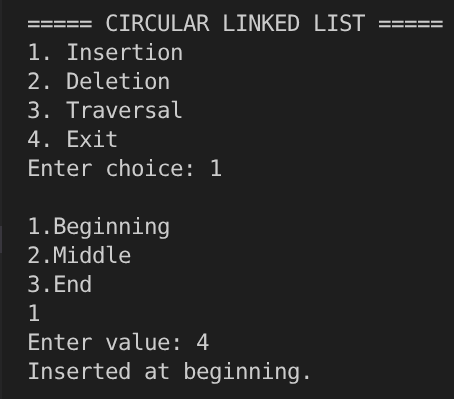 ===== CIRCULAR LINKED LIST =====
1. Insertion
2. Deletion
3. Traversal
4. Exit
Enter choice: 1
1.Beginning
2.Middle
3.End
1
Enter value: 4
Inserted at beginning.